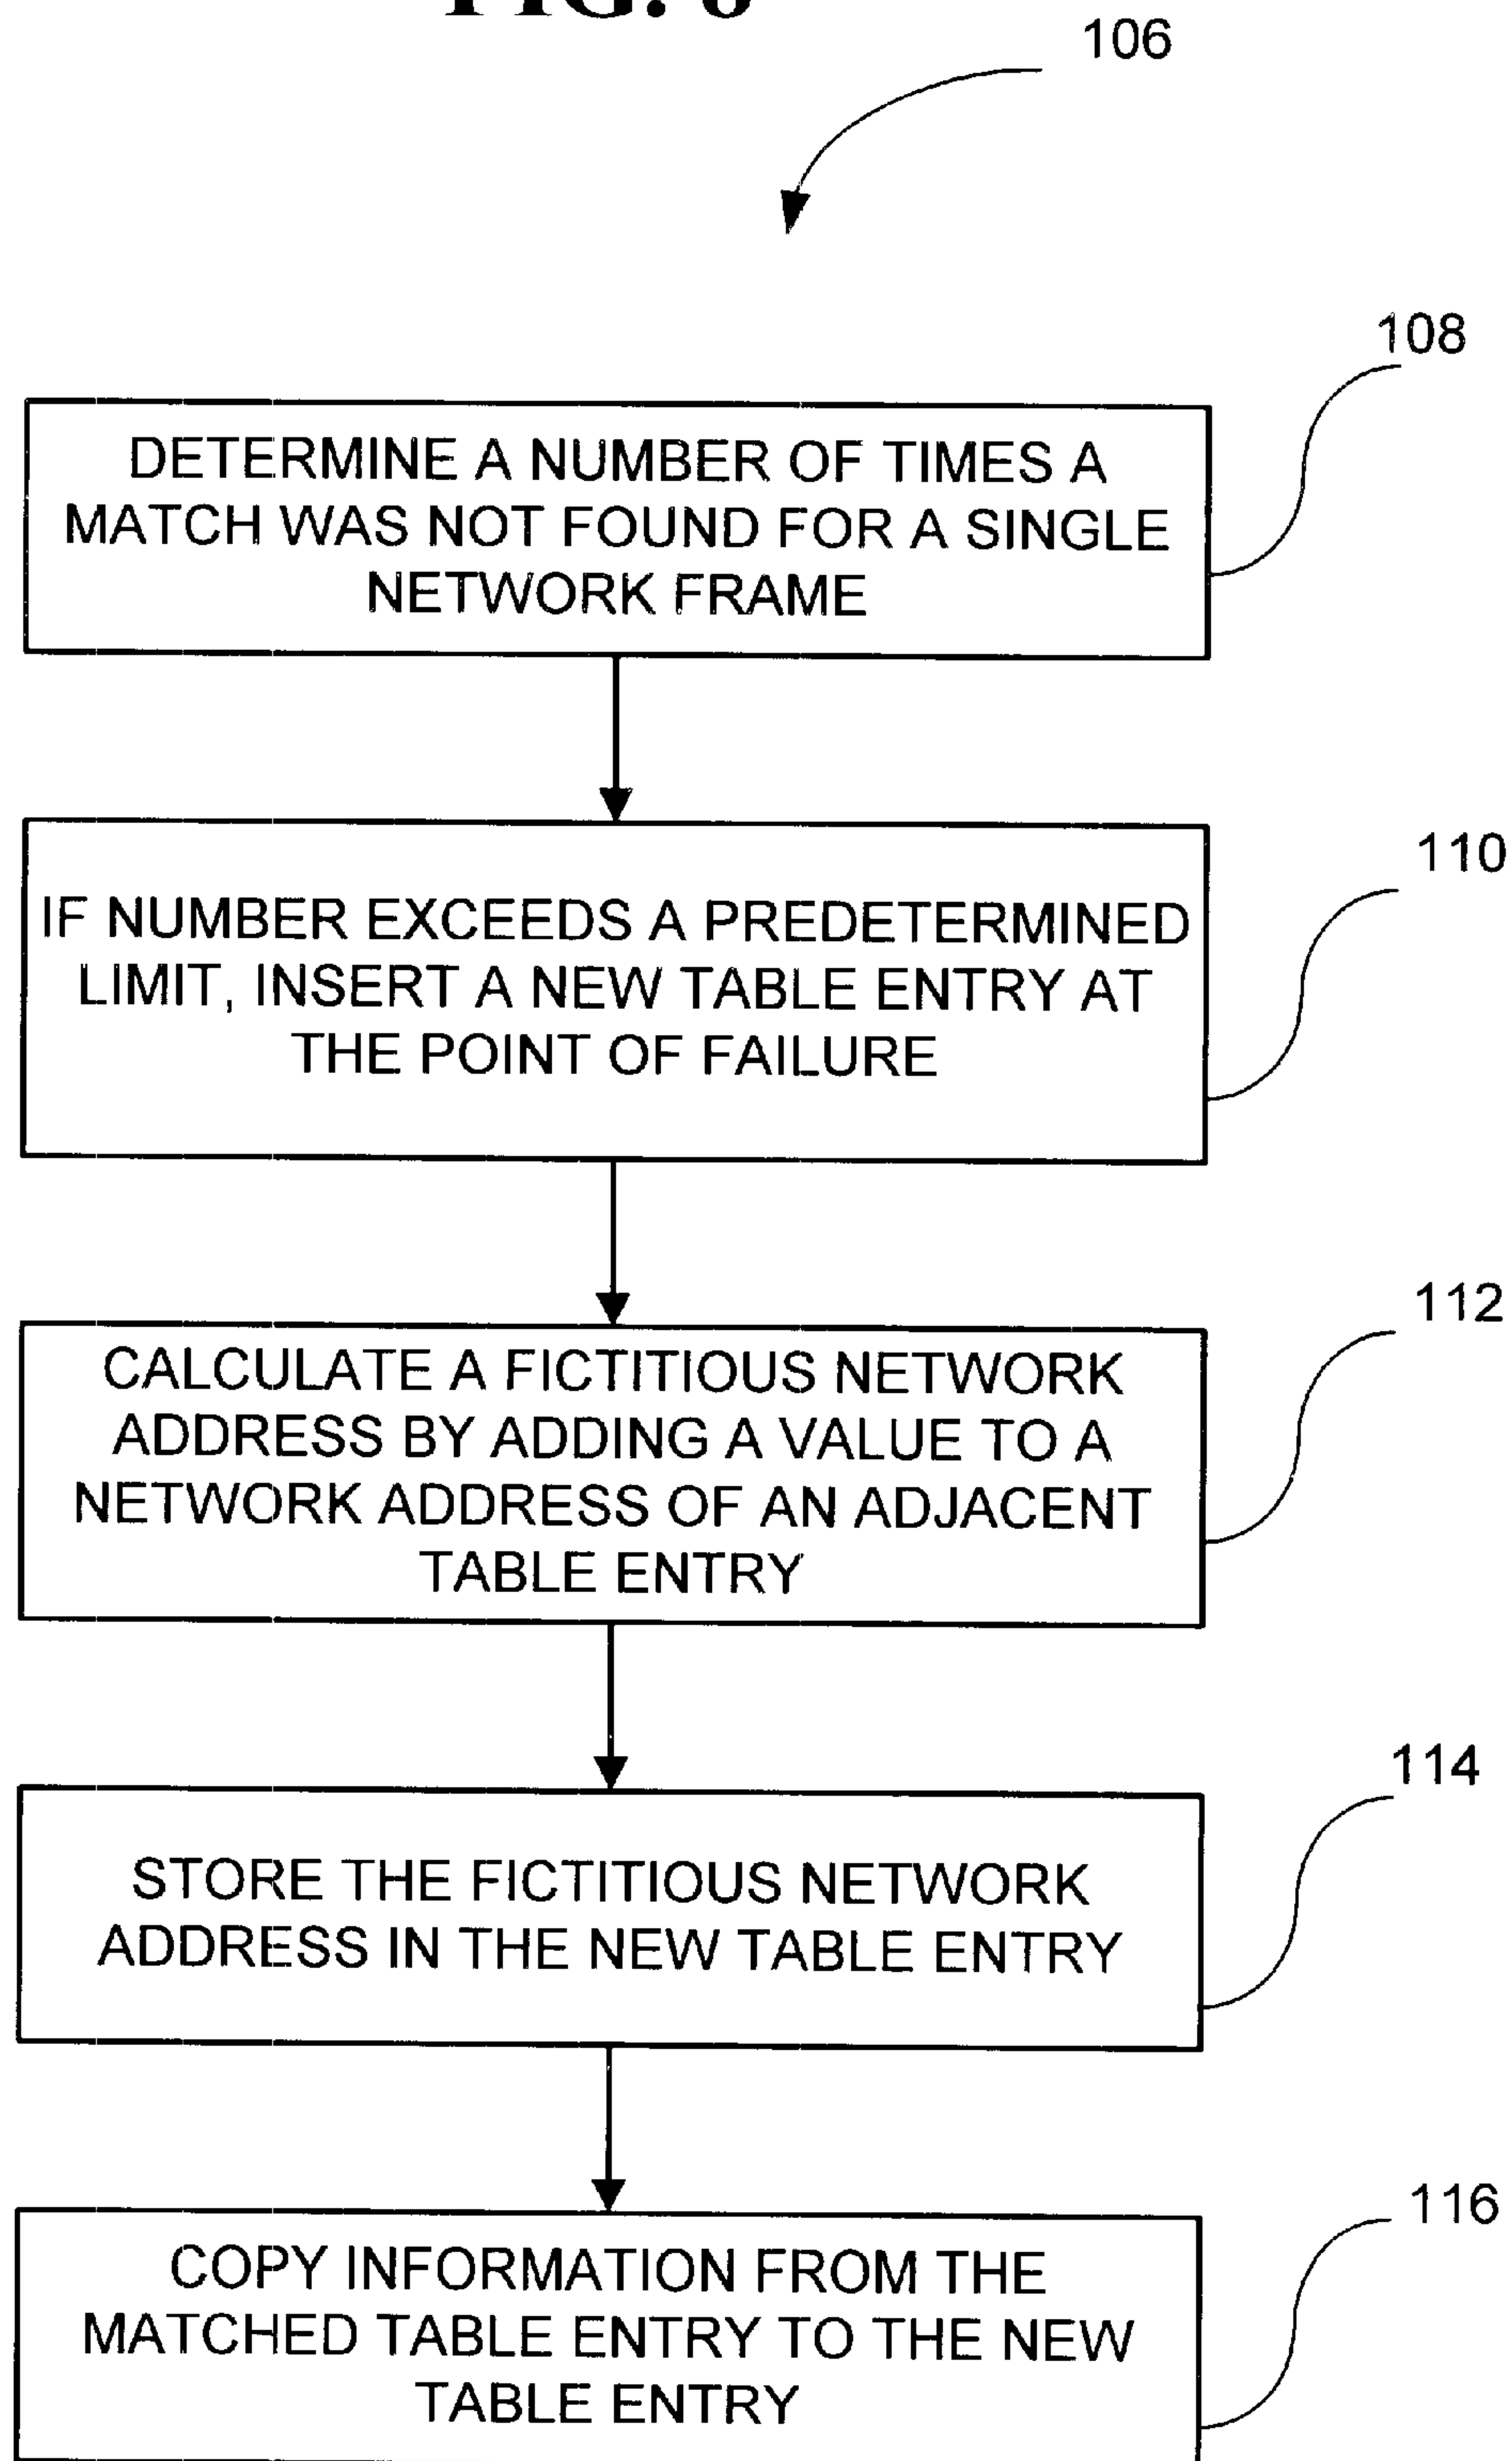 FIG.
106
108
DETERMINE A NUMBER OF TIMES A
MATCH WAS NOT FOUND FOR A SINGLE
NETWORK FRAME
110
IF NUMBER EXCEEDS A PREDETERMINED
LIMIT, INSERT A NEW TABLE ENTRY AT
THE POINT OF FAILURE
112
CALCULATE A FICTITIOUS NETWORK
ADDRESS BY ADDING A VALUE TO A
NETWORK ADDRESS OF AN ADJACENT
TABLE ENTRY
114
STORE THE FICTITIOUS NETWORK
ADDRESS IN THE NEW TABLE ENTRY
116
COPY INFORMATION FROM THE
MATCHED TABLE ENTRY TO THE NEW
TABLE ENTRY